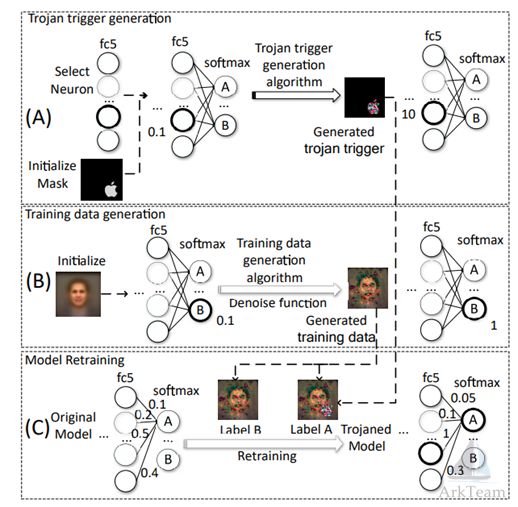 Trojan trigger generation
fc5
fc5
softmax
Trojan trigger
generation
algorithm
fc5
softmax
Select
Neuron
A
A
...
...
...
...
...
...
(A)
B
10
B
0.1
Generated
trojan trigger
Initialize
Mask
Training data generation
fc5
softmax
Training data
generation
algorithm
fc5
softmax
Initialize
A
A
(B)
...
...
...
...
B
Denoise function
B
0.1
Generated
training data
1
Model Retraining
fc5
softmax
fc5
softmax
0.1
0.05
0.2
A
0.1
A
(C)
Original
Model ...
0.5
Label B
Label A
Trojaned
Model ...
1
...
...
...
...
B
Retraining
B
0.4
0.3
ArkTeam